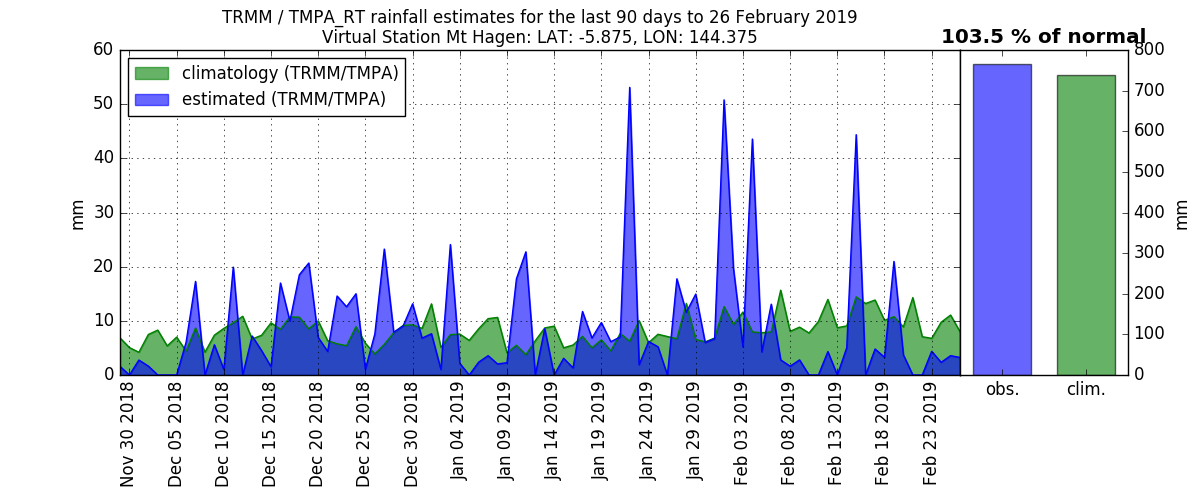 TRMM / TMPA_RT rainfall estimates for the last 90 days to 26 February 2019
Virtual Station Mt Hagen: LAT: -5.875, LON: 144.375
103.5 % of normal
climatology (TRMM/TMPA)
estimated (TRMM/TMPA)
60
50
40
30
20
10
0
mm
800
700
600
500
400
300
200
100
0
mm
obs.
clim.
Nov 30 2018
Dec 05 2018
Dec 10 2018
Dec 15 2018
Dec 20 2018
Dec 25 2018
Dec 30 2018
Jan 04 2019
Jan 09 2019
Jan 14 2019
Jan 19 2019
Jan 24 2019
Jan 29 2019
Feb 03 2019
Feb 08 2019
Feb 13 2019
Feb 18 2019
Feb 23 2019